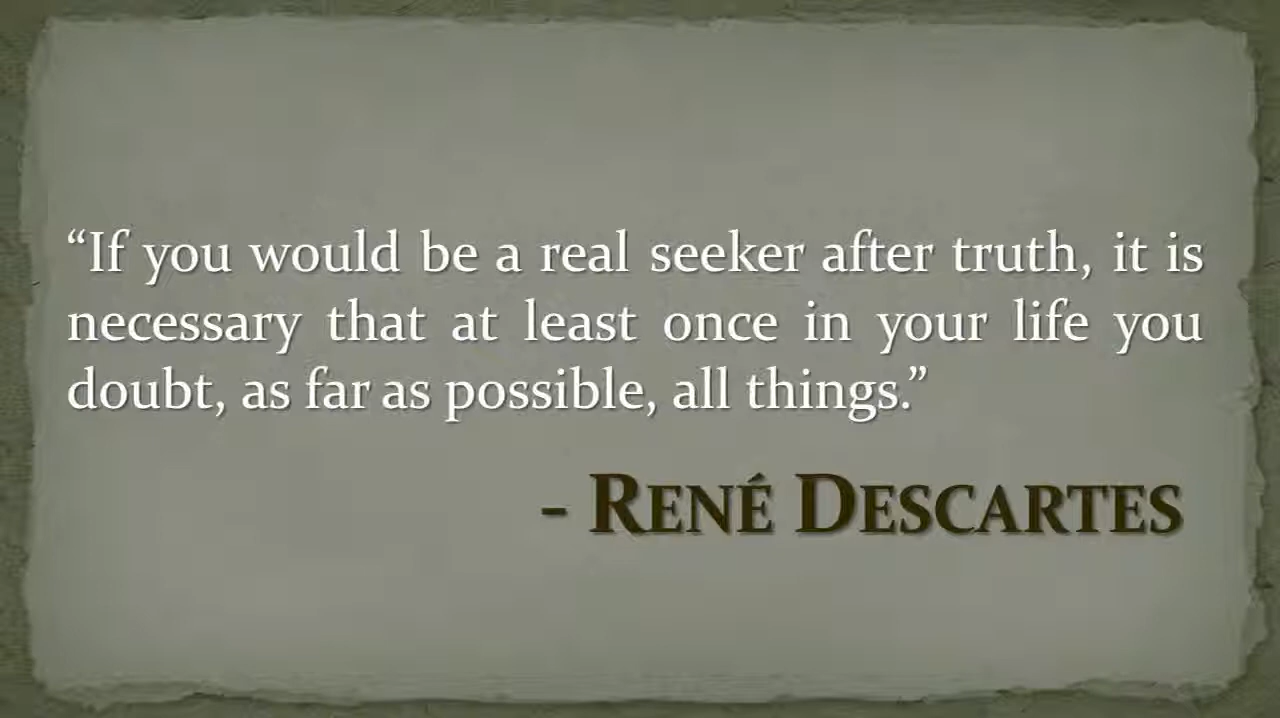 “If you would be a real seeker after truth, it is
necessary that at least once in your life you
doubt, as far as possible, all things.”
- RENÉ DESCARTES